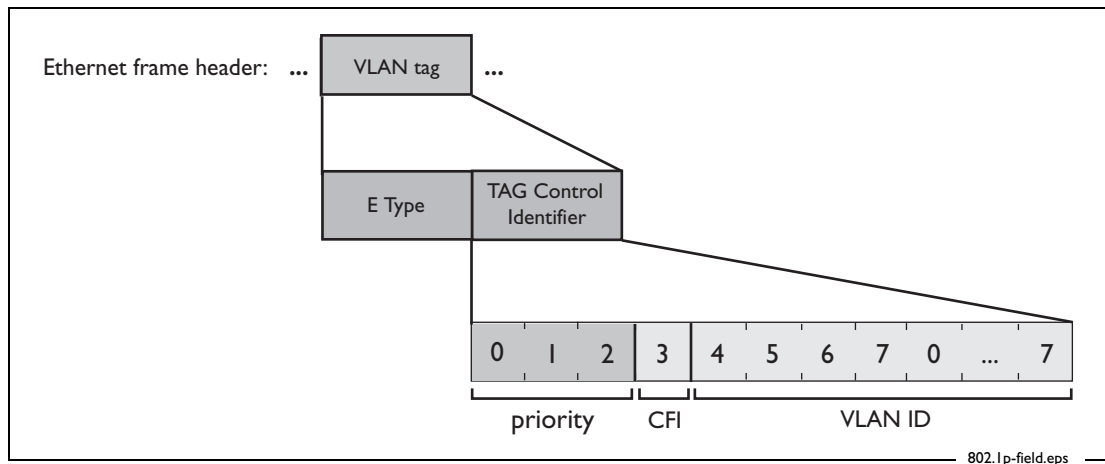 Ethernet frame header: ... VLAN tag ...
E Type
TAG Control
Identifier
0 1 2 3 4 5 6 7 0 ... 7
priority CFI VLAN ID
802.1p-field.eps